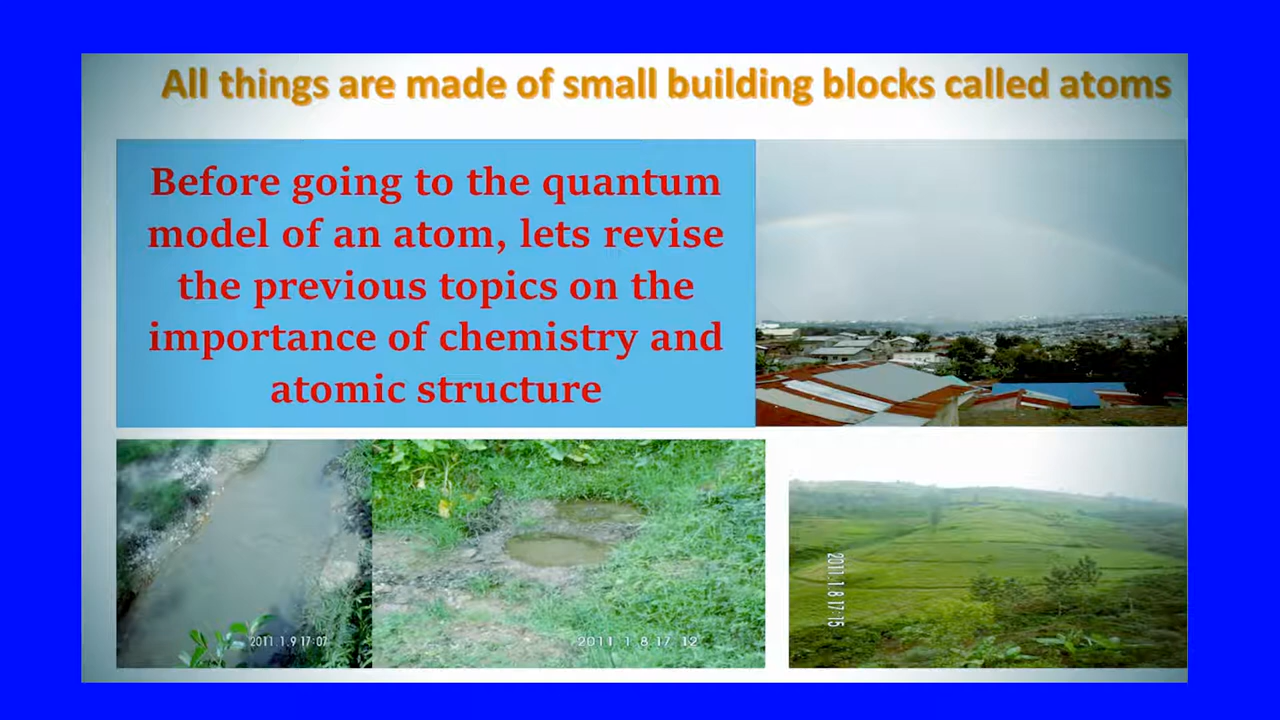 All things are made of small building blocks called atoms
Before going to the quantum
model of an atom, lets revise
the previous topics on the
importance of chemistry and
atomic structure
2011.1.9 17:07
2011. 1. 8. 17. 12
2011.1.8 17:15